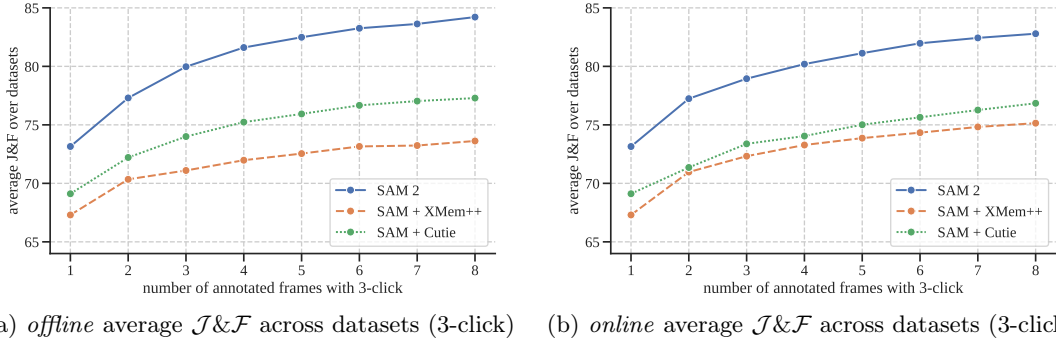 average J&F over datasets
85
80
75
70
65
SAM 2
SAM + XMem++
SAM + Cutie
1 2 3 4 5 6 7 8
number of annotated frames with 3-click
a) offline average J&F across datasets (3-click)
average J&F over datasets
85
80
75
70
65
SAM 2
SAM + XMem++
SAM + Cutie
1 2 3 4 5 6 7 8
number of annotated frames with 3-click
(b) online average J&F across datasets (3-clic